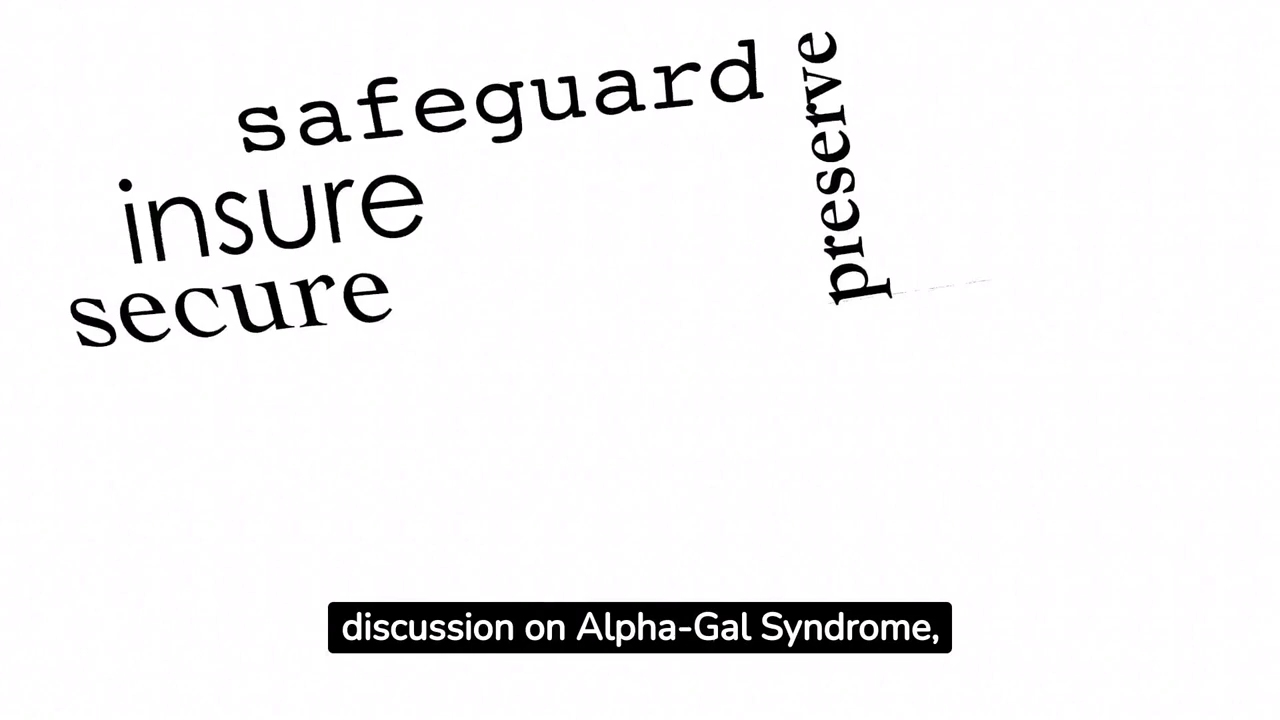 safeguard
preserve
insure
secure
discussion on Alpha-Gal Syndrome,